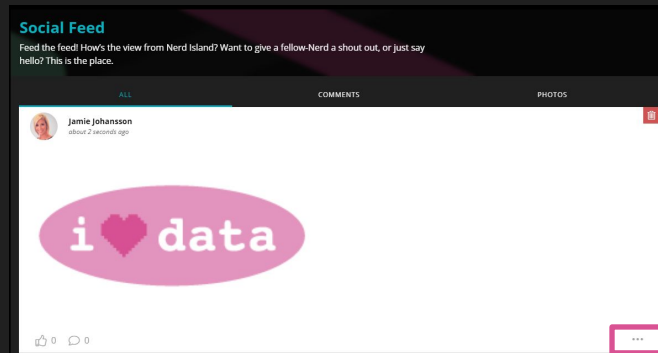 Social Feed
Feed the feed! How's the view from Nerd Island? Want to give a fellow-Nerd a shout out, or just say
hello? This is the place.
ALL COMMENTS PHOTOS
Jamie Johansson
about 2 seconds ago
i data
0 0